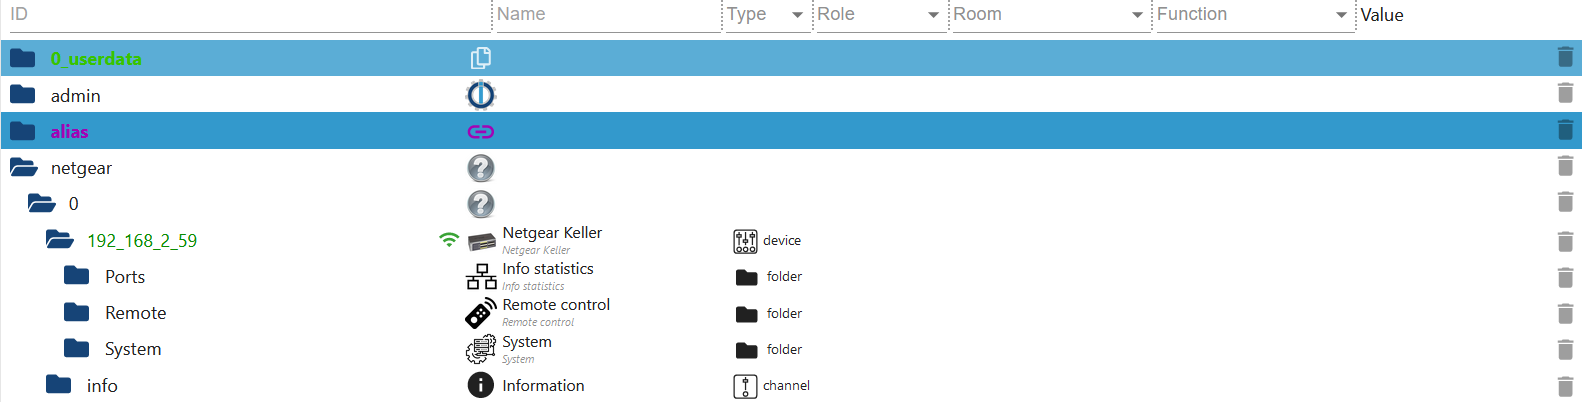 ID Name Type Role Room Function Value
0_userdata
admin
alias
netgear
0
192_168_2_59 Netgear Keller device
Netgear Keller
Ports Info statistics folder
Info statistics
Remote Remote control folder
Remote control
System System folder
System
info Information channel